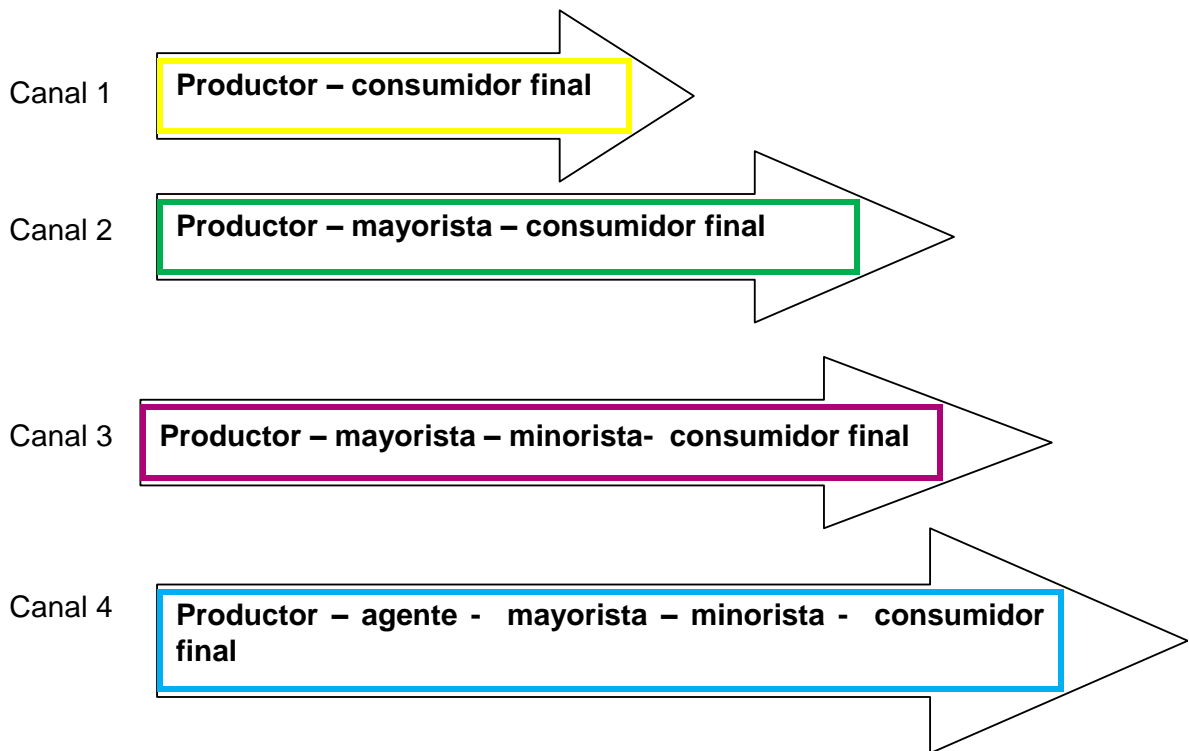 Canal 1
Productor – consumidor final
Canal 2
Productor – mayorista – consumidor final
Canal 3
Productor – mayorista – minorista- consumidor final
Canal 4
Productor – agente - mayorista – minorista - consumidor
final